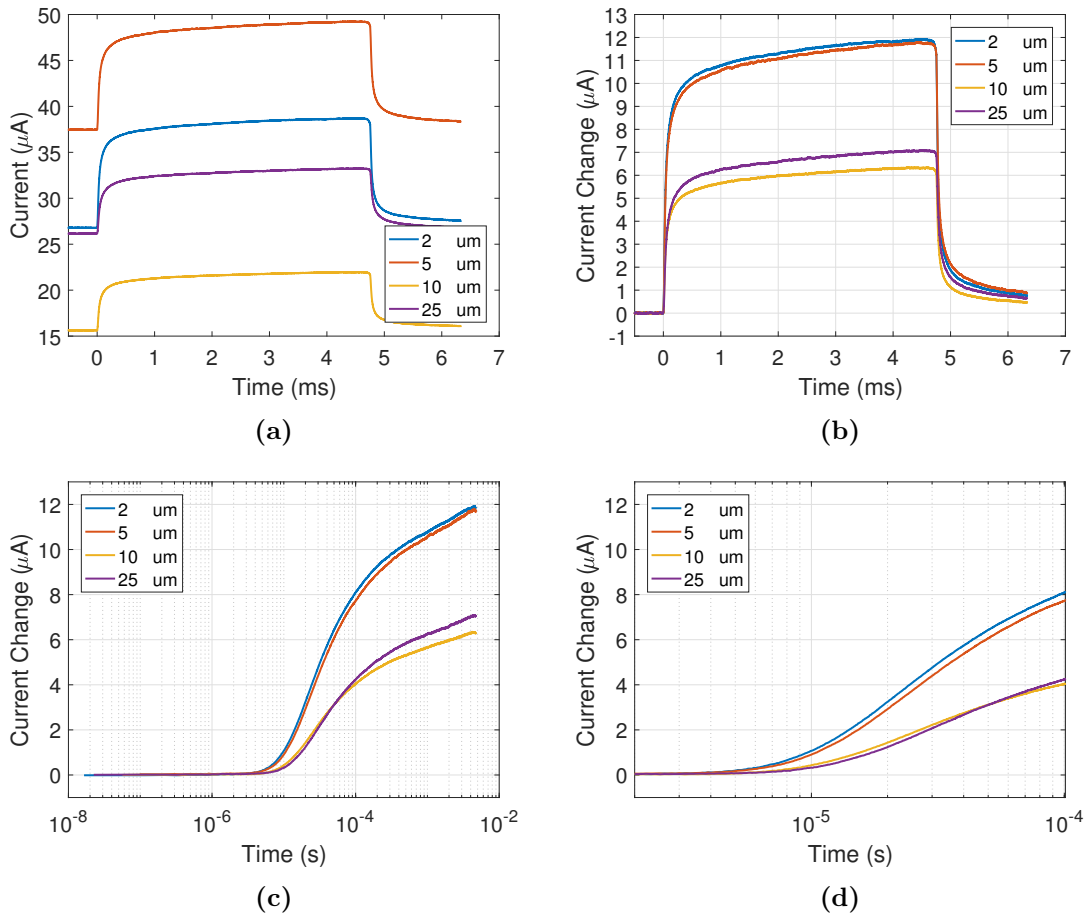 50
45
40
35
30
25
20
15
Current (μA)
2 um
5 um
10 um
25 um
0 1 2 3 4 5 6 7
Time (ms)
(a)
13
12
11
10
9
8
7
6
5
4
3
2
1
0
-1
Current Change (μA)
2 um
5 um
10 um
25 um
0 1 2 3 4 5 6 7
Time (ms)
(b)
12
10
8
6
4
2
0
Current Change (μA)
2 um
5 um
10 um
25 um
10⁻⁸ 10⁻⁶ 10⁻⁴ 10⁻²
Time (s)
(c)
12
10
8
6
4
2
0
Current Change (μA)
2 um
5 um
10 um
25 um
10⁻⁵ 10⁻⁴
Time (s)
(d)